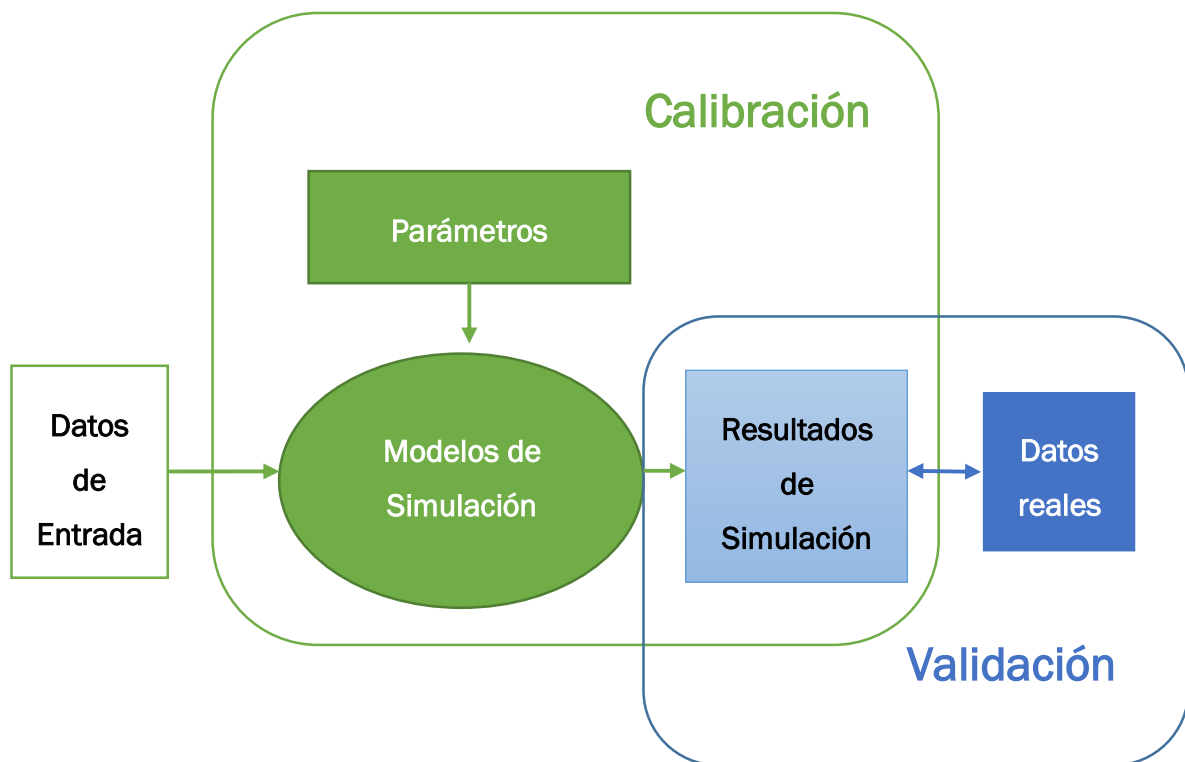 Calibración
Parámetros
Datos
de
Entrada
Modelos de
Simulación
Resultados
de
Simulación
Datos
reales
Validación